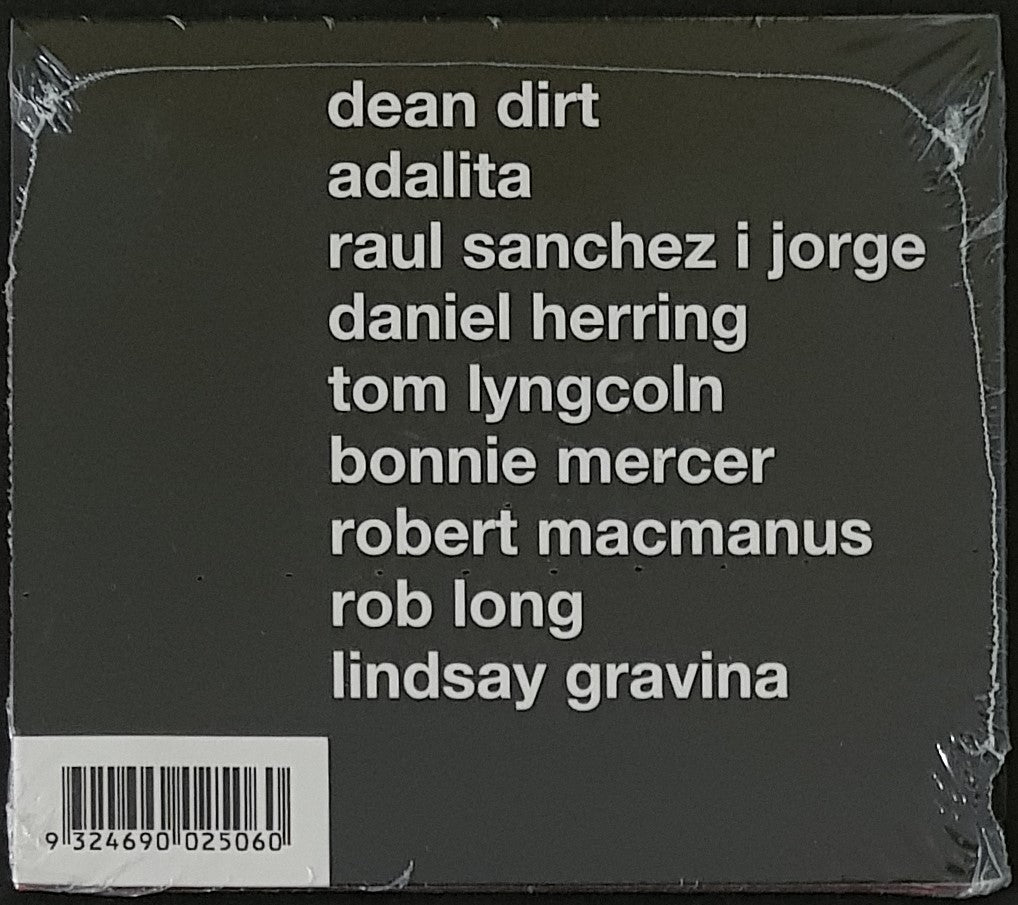 dean dirt
adalita
raul sanchez i jorge
daniel herring
tom lyngcoln
bonnie mercer
robert macmanus
rob long
lindsay gravina
9 324690 025060